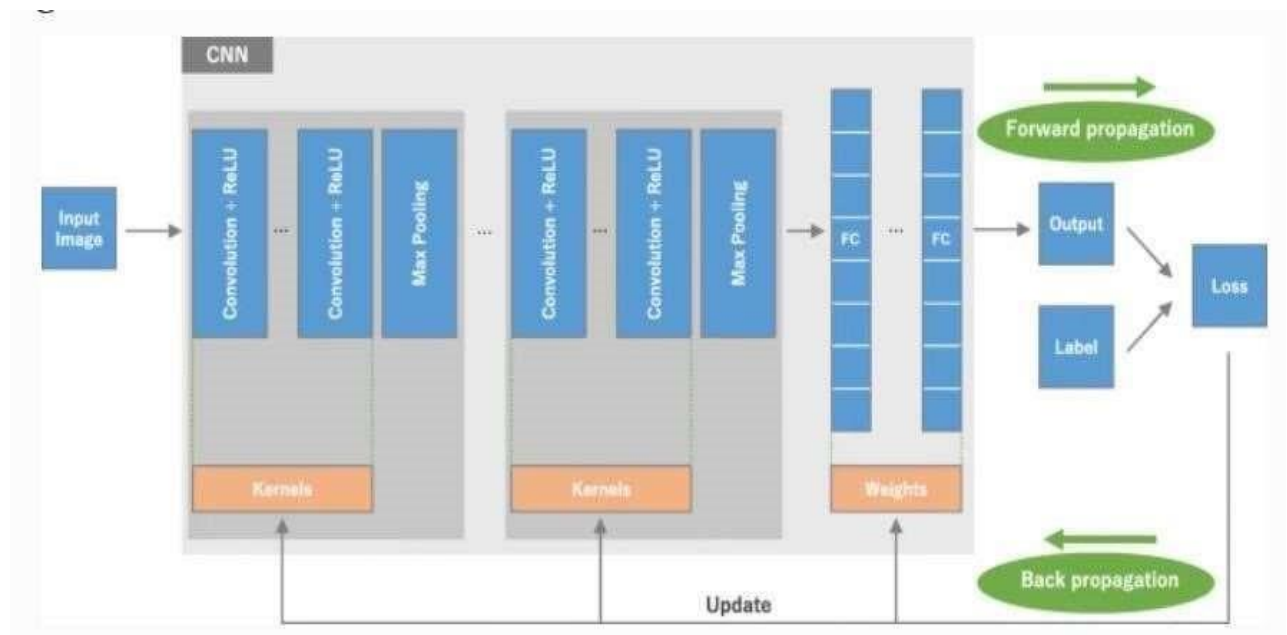 CNN
Forward propagation
Input
Image
Convolution + ReLU
...
Convolution + ReLU
Max Pooling
...
Convolution + ReLU
...
Convolution + ReLU
Max Pooling
FC
...
FC
Output
Label
Loss
Kernels
Kernels
Weights
Back propagation
Update